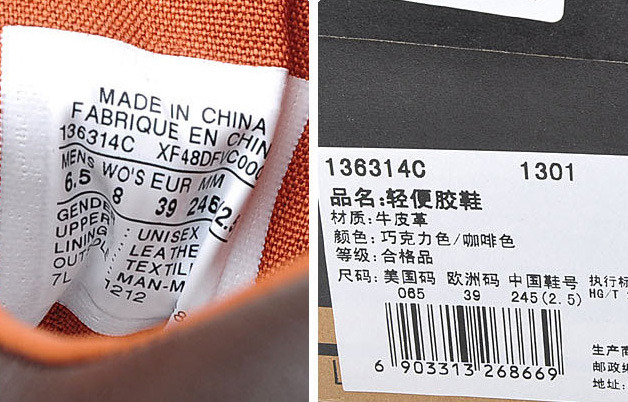 MADE IN CHINA
FABRIQUE EN CHIN
136314C XF48DF
MENS WO'S EUR MM
6.5 8 39 245(2.5
GENDE UNISEX
UPPER LEATHE
LINING TEXTIL
OUT MAN-M
7L 1212
136314C 1301
品名:轻便胶鞋
材质:牛皮革
颜色:巧克力色/咖啡色
等级:合格品
尺码:美国码 欧洲码 中国鞋号 执行标
065 39 245(2.5) HG/T
6 903313 268669
生产商
邮政编
地址: